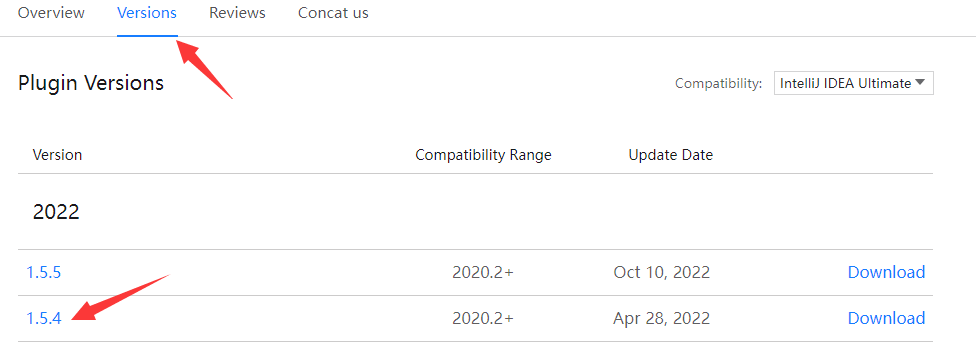 Overview Versions Reviews Concat us
Plugin Versions Compatibility: IntelliJ IDEA Ultimate
Version Compatibility Range Update Date
2022
1.5.5 2020.2+ Oct 10, 2022 Download
1.5.4 2020.2+ Apr 28, 2022 Download